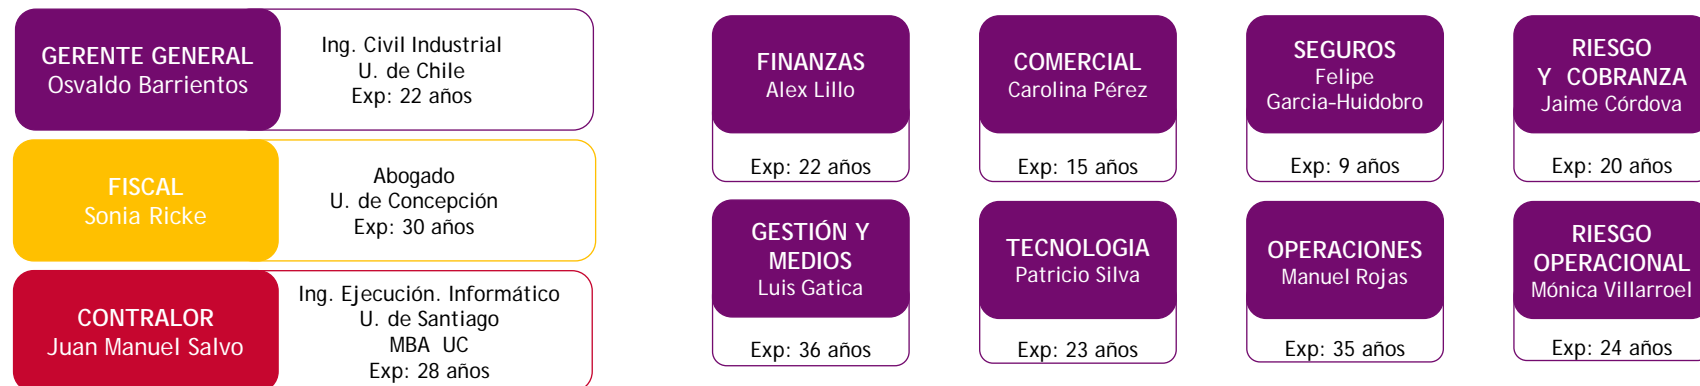 GERENTE GENERAL
Osvaldo Barrientos
Ing. Civil Industrial
U. de Chile
Exp: 22 años
FISCAL
Sonia Ricke
Abogado
U. de Concepción
Exp: 30 años
CONTRALOR
Juan Manuel Salvo
Ing. Ejecución. Informático
U. de Santiago
MBA UC
Exp: 28 años
FINANZAS
Alex Lillo
Exp: 22 años
COMERCIAL
Carolina Pérez
Exp: 15 años
SEGUROS
Felipe
Garcia-Huidobro
Exp: 9 años
RIESGO
Y COBRANZA
Jaime Córdova
Exp: 20 años
GESTIÓN Y
MEDIOS
Luis Gatica
Exp: 36 años
TECNOLOGIA
Patricio Silva
Exp: 23 años
OPERACIONES
Manuel Rojas
Exp: 35 años
RIESGO
OPERACIONAL
Mónica Villarroel
Exp: 24 años